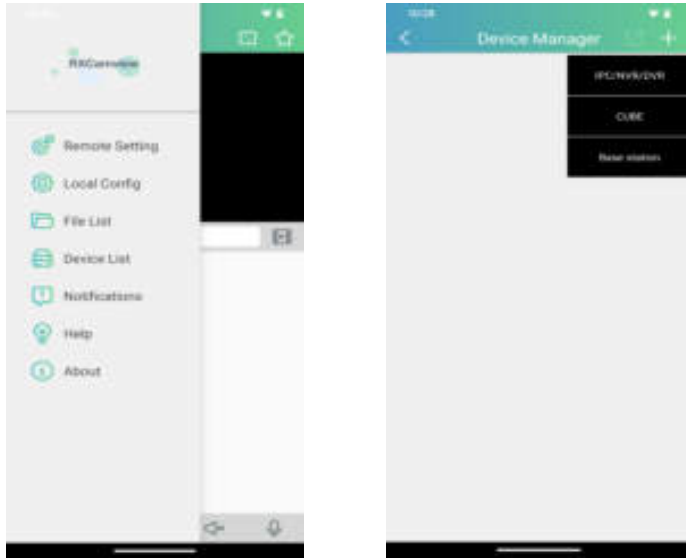 RXCamview
Remote Setting
Local Config
File List
Device List
Notifications
Help
About
Device Manager
IPC/NVR/DVR
CUBE
Base station